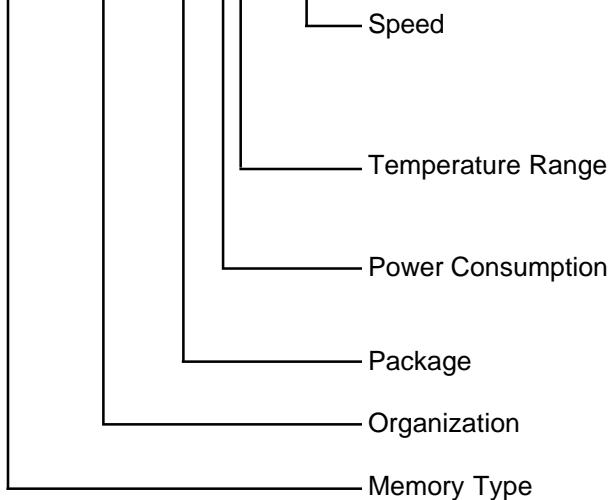 Speed
Temperature Range
Power Consumption
Package
Organization
Memory Type